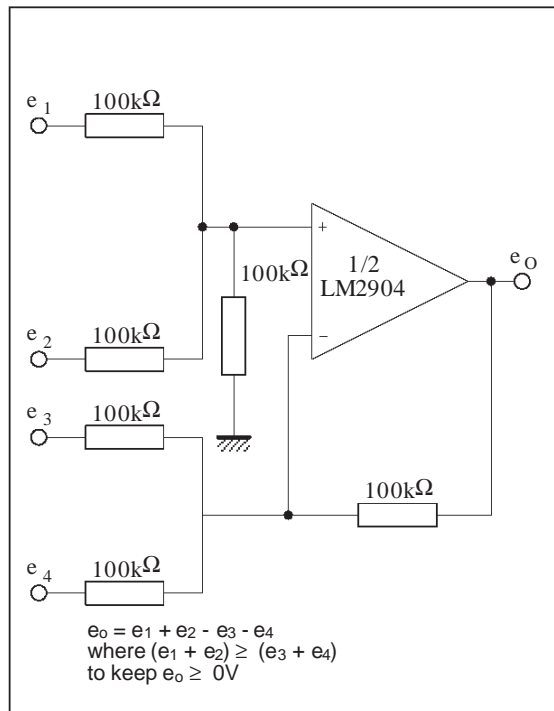 e1
100kΩ
+
1/2
LM2904
100kΩ
eO
–
e2
100kΩ
e3
100kΩ
100kΩ
e4
100kΩ
eo = e1 + e2 - e3 - e4
where (e1 + e2) ≥ (e3 + e4)
to keep eo ≥ 0V